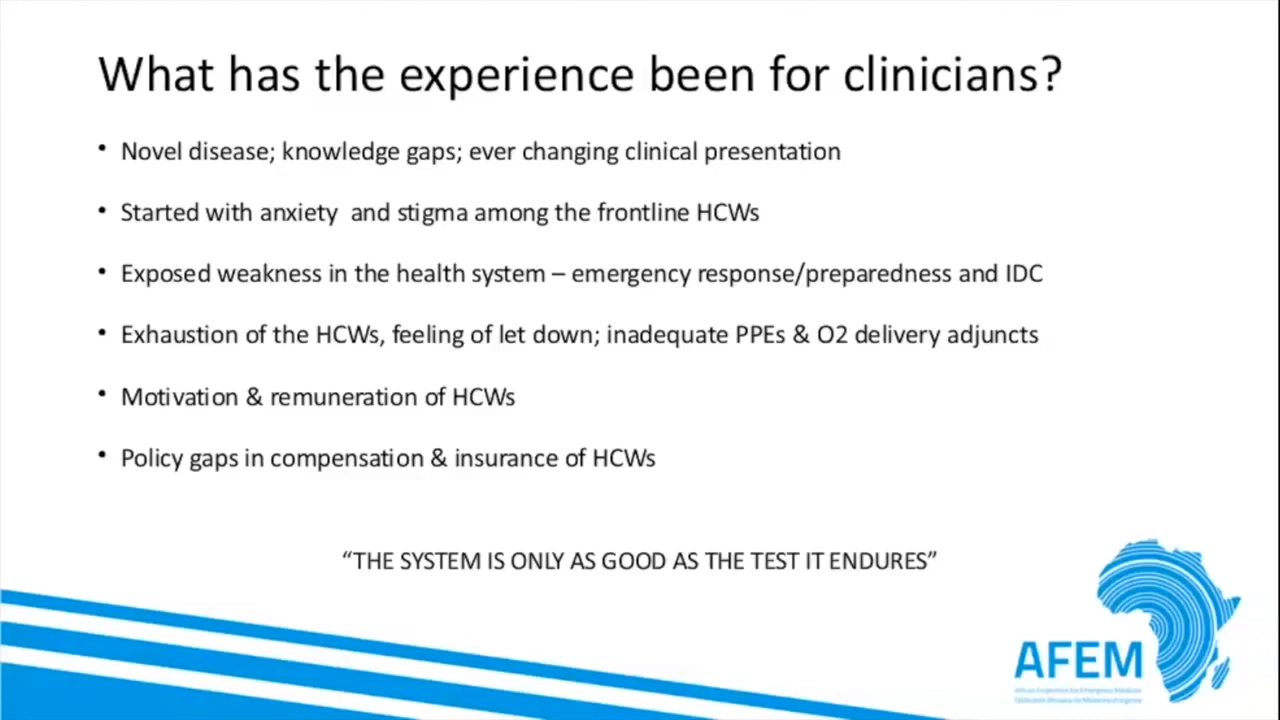 What has the experience been for clinicians?
• Novel disease; knowledge gaps; ever changing clinical presentation
• Started with anxiety  and stigma among the frontline HCWs
• Exposed weakness in the health system – emergency response/preparedness and IDC
• Exhaustion of the HCWs, feeling of let down; inadequate PPEs & O2 delivery adjuncts
• Motivation & remuneration of HCWs
• Policy gaps in compensation & insurance of HCWs
“THE SYSTEM IS ONLY AS GOOD AS THE TEST IT ENDURES”
AFEM